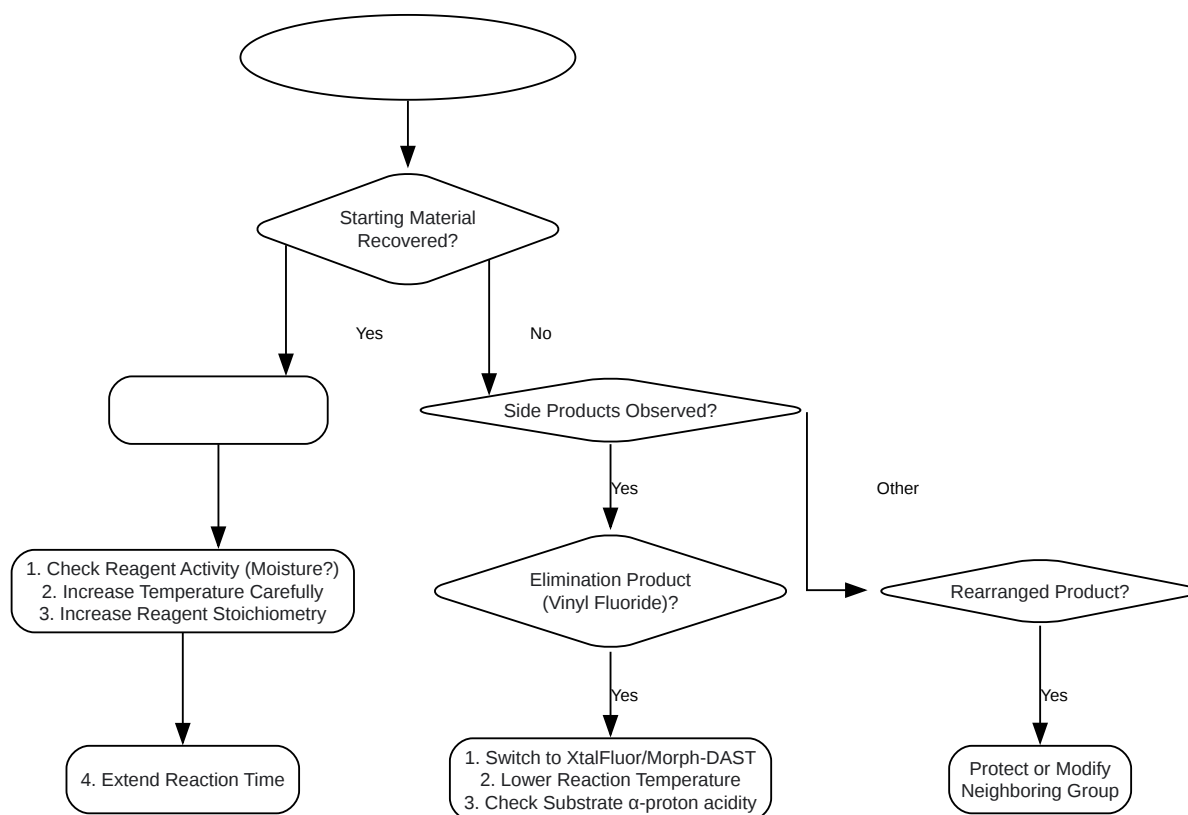 Starting Material
Recovered?
Yes
No
Side Products Observed?
Yes
Other
1. Check Reagent Activity (Moisture?)
2. Increase Temperature Carefully
3. Increase Reagent Stoichiometry
Elimination Product
(Vinyl Fluoride)?
Rearranged Product?
Yes
Yes
4. Extend Reaction Time
1. Switch to XtalFluor/Morph-DAST
2. Lower Reaction Temperature
3. Check Substrate α-proton acidity
Protect or Modify
Neighboring Group